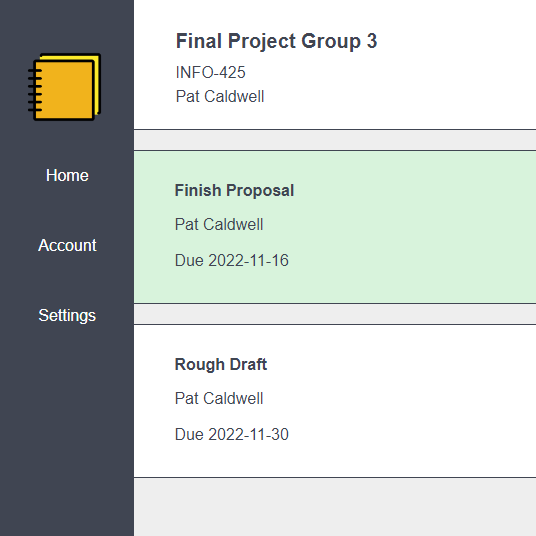 Final Project Group 3
INFO-425
Pat Caldwell
Home
Account
Settings
Finish Proposal
Pat Caldwell
Due 2022-11-16
Rough Draft
Pat Caldwell
Due 2022-11-30